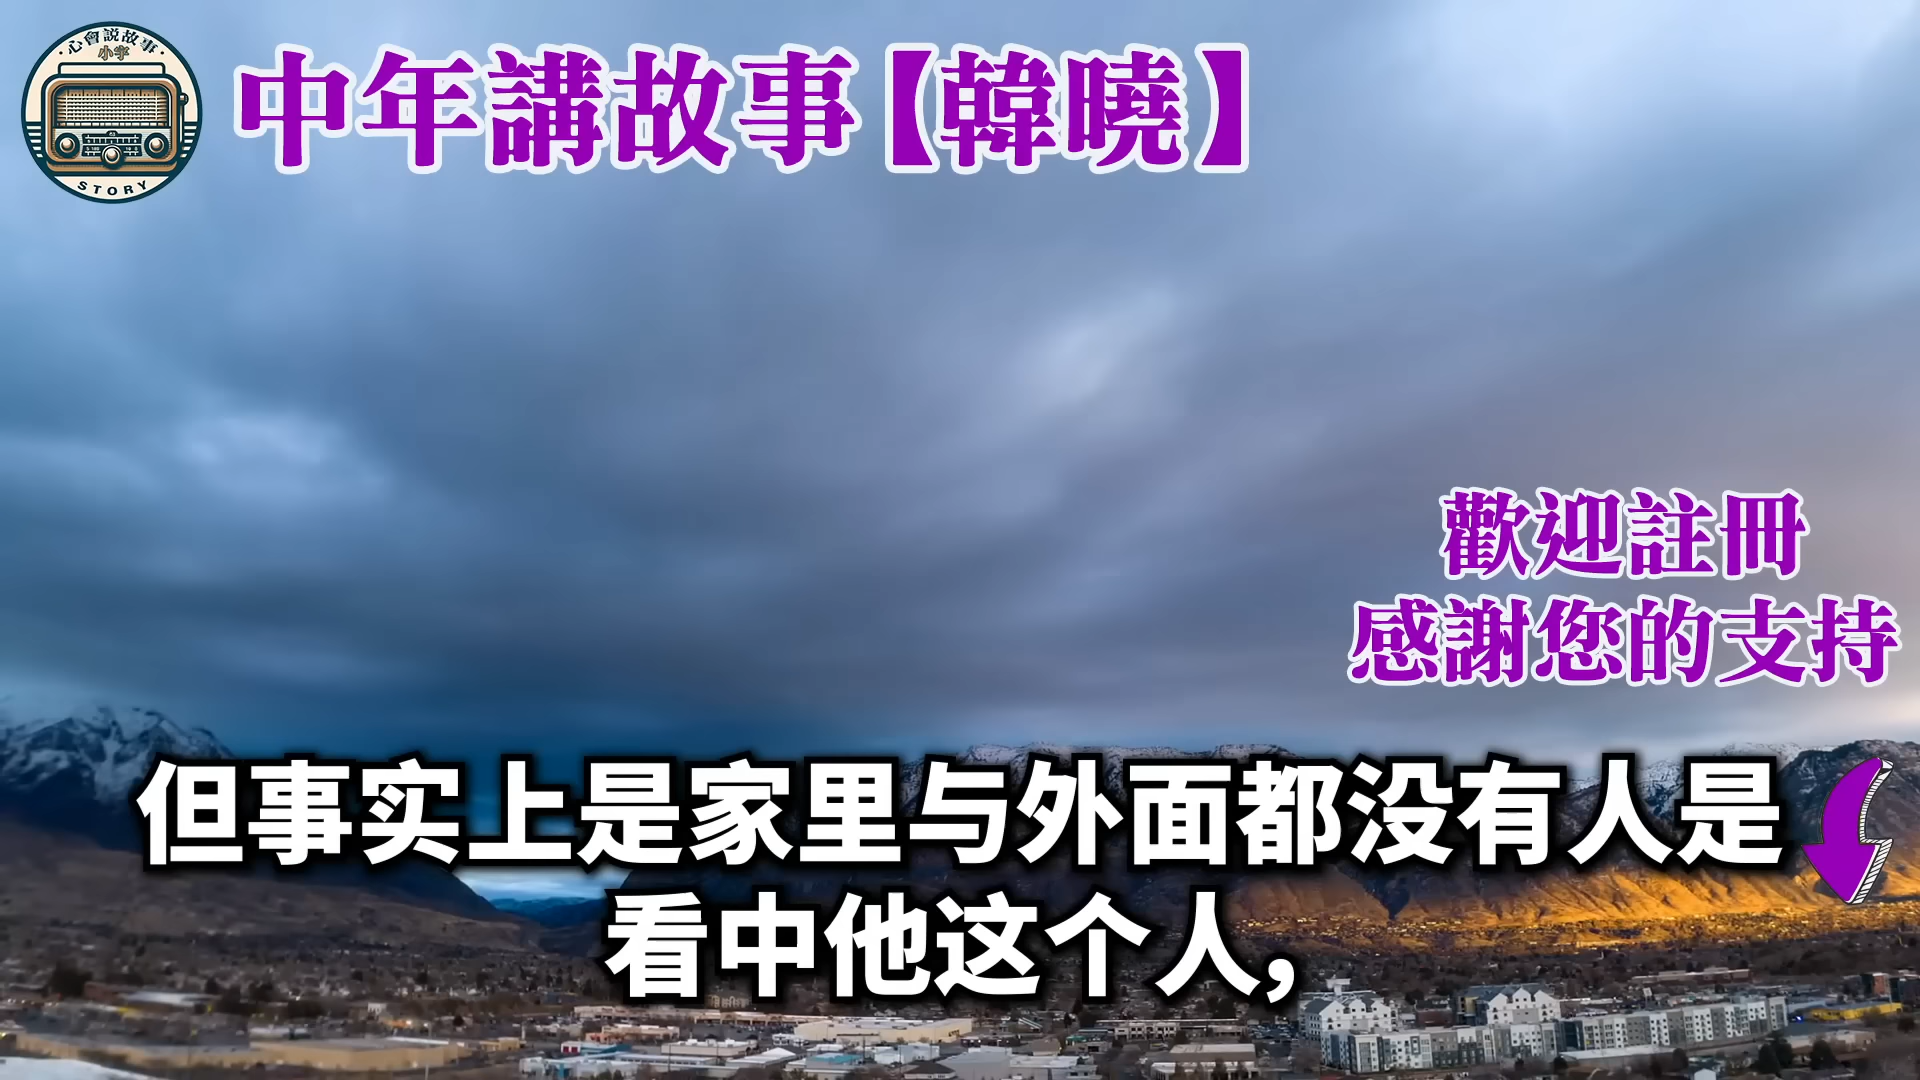 心會説故事
小宇
STORY
中年講故事【韓曉】
歡迎註冊
感謝您的支持
但事实上是家里与外面都没有人是
看中他这个人,